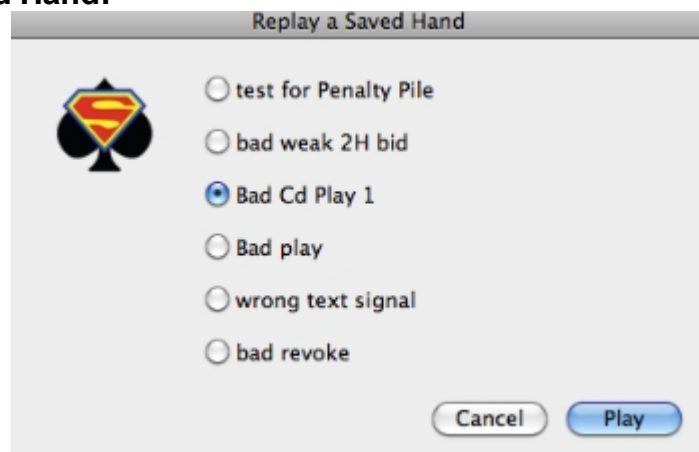 d Hand.
Replay a Saved Hand
test for Penalty Pile
bad weak 2H bid
Bad Cd Play 1
Bad play
wrong text signal
bad revoke
Cancel Play